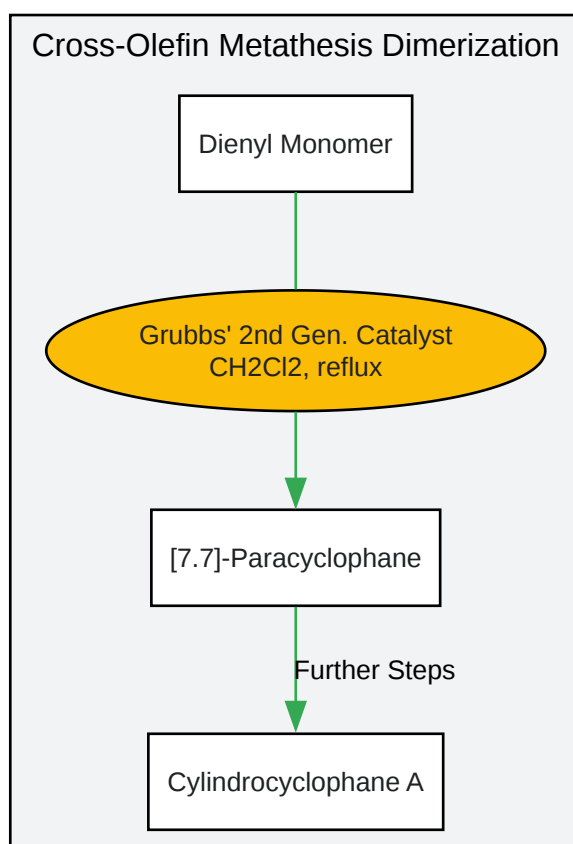 Cross-Olefin Metathesis Dimerization
Dienyl Monomer
Grubbs' 2nd Gen. Catalyst
CH2Cl2, reflux
[7.7]-Paracyclophane
Further Steps
Cylindrocyclophane A